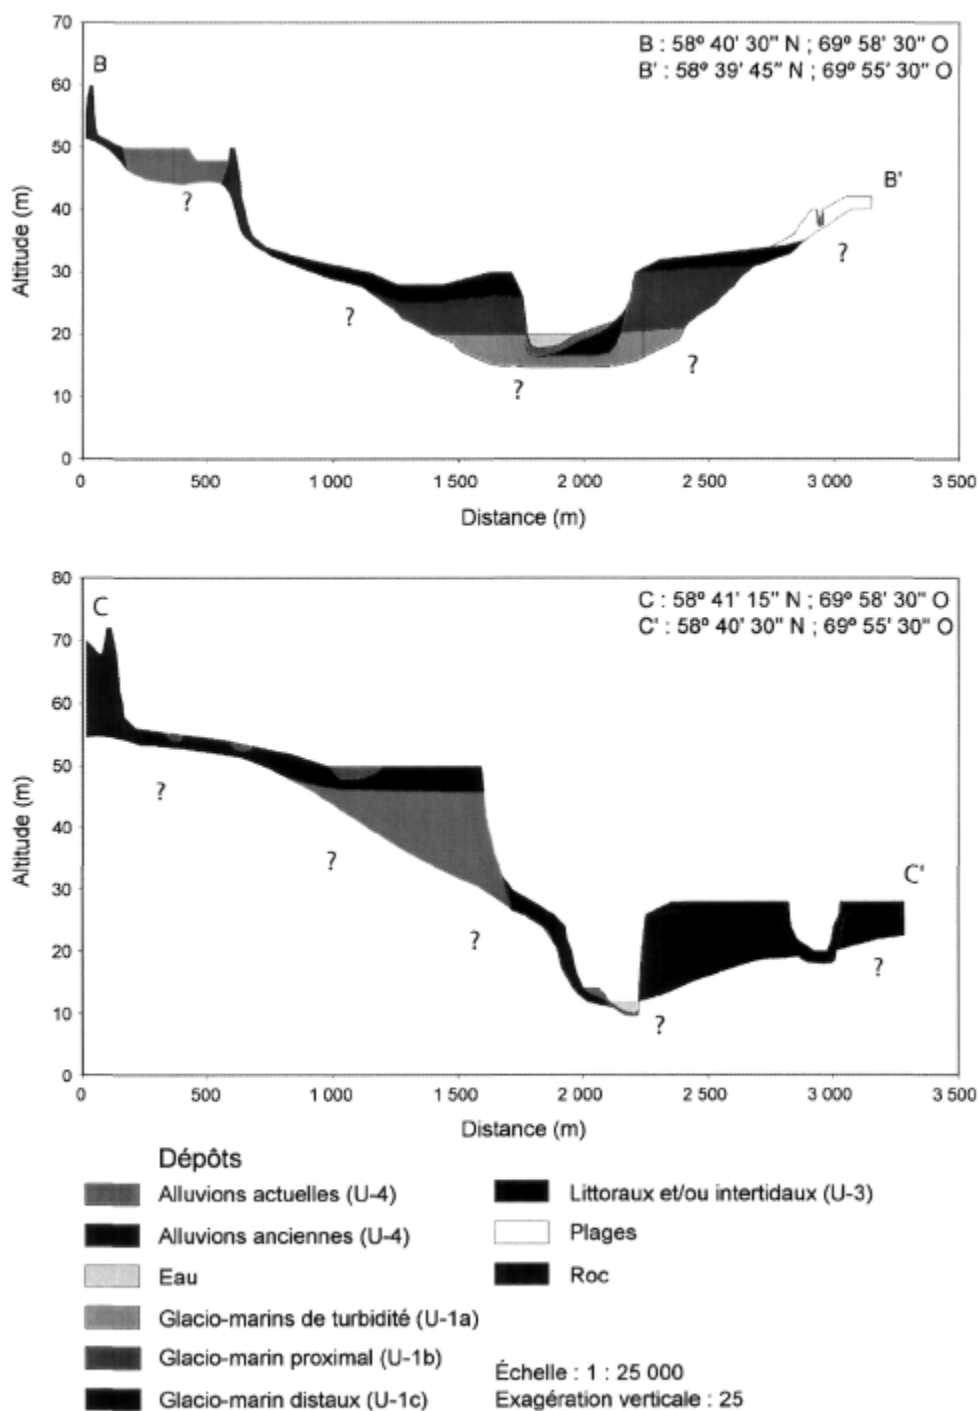 70
B : 58º 40' 30" N ; 69º 58' 30" O
B' : 58º 39' 45" N ; 69º 55' 30" O
B
60
50
?
B'
40
Altitude (m)
?
30
?
20
?
?
10
0
0 500 1 000 1 500 2 000 2 500 3 000 3 500
Distance (m)
80
C : 58º 41' 15" N ; 69º 58' 30" O
C' : 58º 40' 30" N ; 69º 55' 30" O
C
70
60
50
?
40
Altitude (m)
?
30
C'
?
20
?
?
10
0
0 500 1 000 1 500 2 000 2 500 3 000 3 500
Distance (m)
Dépôts
Alluvions actuelles (U-4)
Alluvions anciennes (U-4)
Eau
Glacio-marins de turbidité (U-1a)
Glacio-marin proximal (U-1b)
Glacio-marin distaux (U-1c)
Littoraux et/ou intertidaux (U-3)
Plages
Roc
Échelle : 1 : 25 000
Exagération verticale : 25